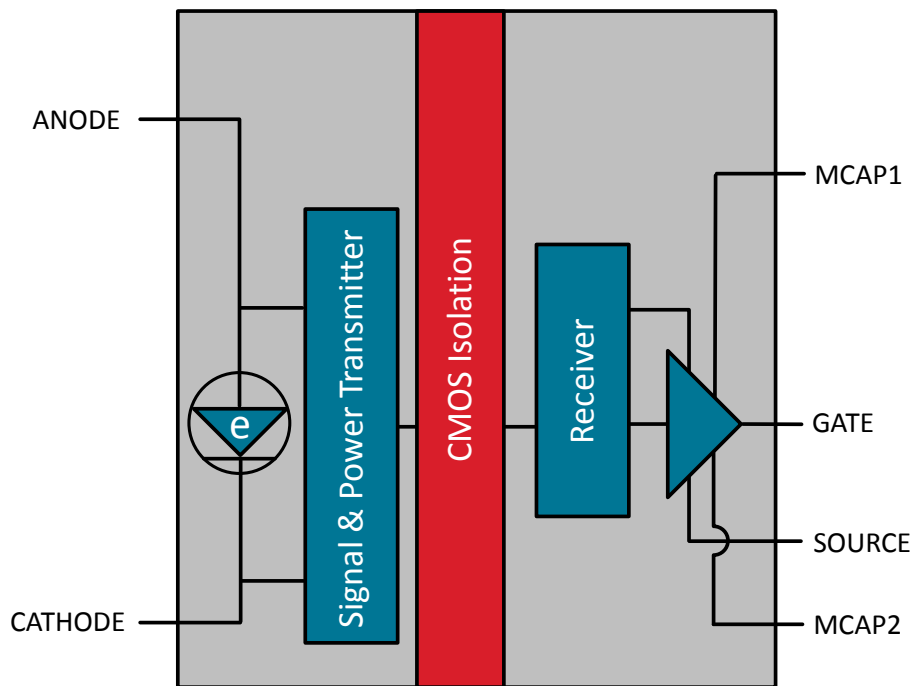 ANODE
MCAP1
Signal & Power Transmitter
CMOS Isolation
Receiver
e
GATE
SOURCE
CATHODE
MCAP2